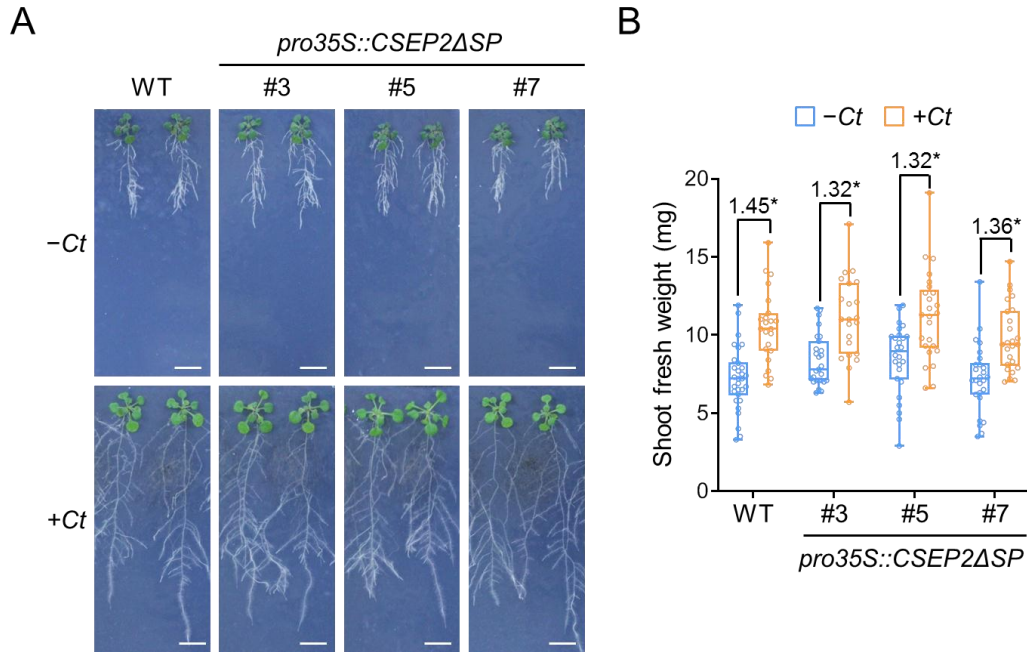 A
pro35S::CSEP2ΔSP
WT #3 #5 #7
−Ct
+Ct
B
−Ct +Ct
1.45* 1.32* 1.32* 1.36*
Shoot fresh weight (mg)
20
15
10
5
0
WT #3 #5 #7
pro35S::CSEP2ΔSP